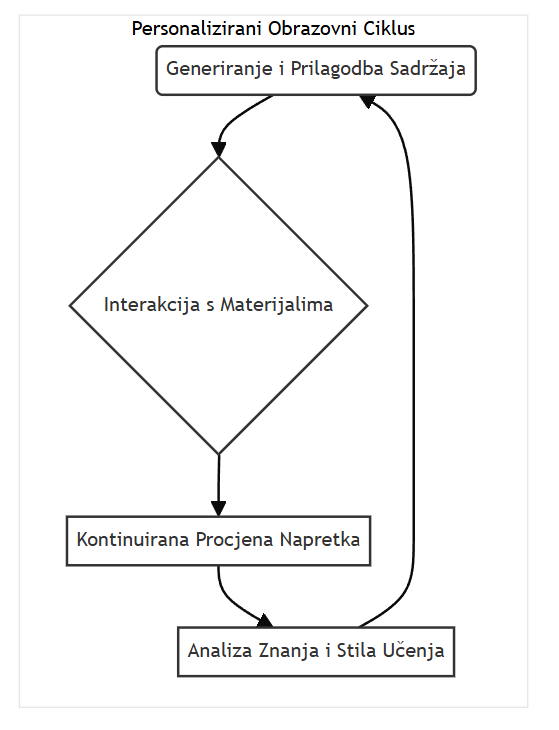 Personalizirani Obrazovni Ciklus
Generiranje i Prilagodba Sadržaja
Interakcija s Materijalima
Kontinuirana Procjena Napretka
Analiza Znanja i Stila Učenja